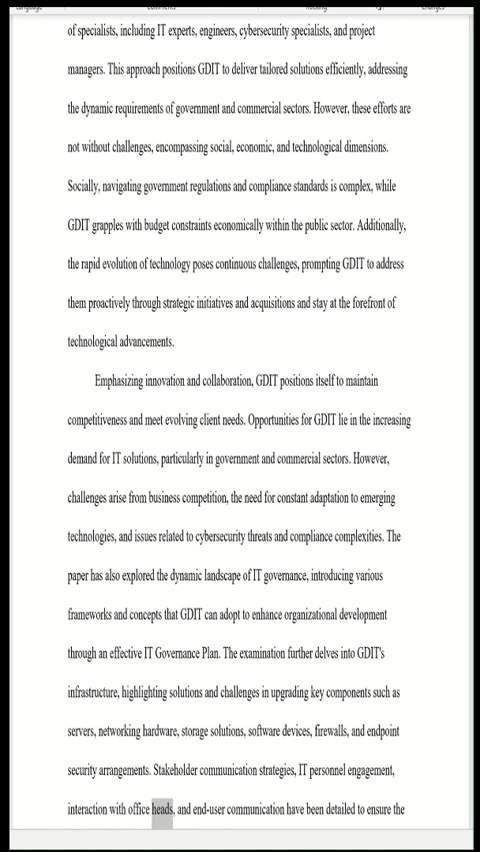 of specialists, including IT experts, engineers, cybersecurity specialists, and project
managers. This approach positions GDIT to deliver tailored solutions efficiently, addressing
the dynamic requirements of government and commercial sectors. However, these efforts are
not without challenges, encompassing social, economic, and technological dimensions.
Socially, navigating government regulations and compliance standards is complex, while
GDIT grapples with budget constraints economically within the public sector. Additionally,
the rapid evolution of technology poses continuous challenges, prompting GDIT to address
them proactively through strategic initiatives and acquisitions and stay at the forefront of
technological advancements.
Emphasizing innovation and collaboration, GDIT positions itself to maintain
competitiveness and meet evolving client needs. Opportunities for GDIT lie in the increasing
demand for IT solutions, particularly in government and commercial sectors. However,
challenges arise from business competition, the need for constant adaptation to emerging
technologies, and issues related to cybersecurity threats and compliance complexities. The
paper has also explored the dynamic landscape of IT governance, introducing various
frameworks and concepts that GDIT can adopt to enhance organizational development
through an effective IT Governance Plan. The examination further delves into GDIT's
infrastructure, highlighting solutions and challenges in upgrading key components such as
servers, networking hardware, storage solutions, software devices, firewalls, and endpoint
security arrangements. Stakeholder communication strategies, IT personnel engagement,
interaction with office heads, and end-user communication have been detailed to ensure the